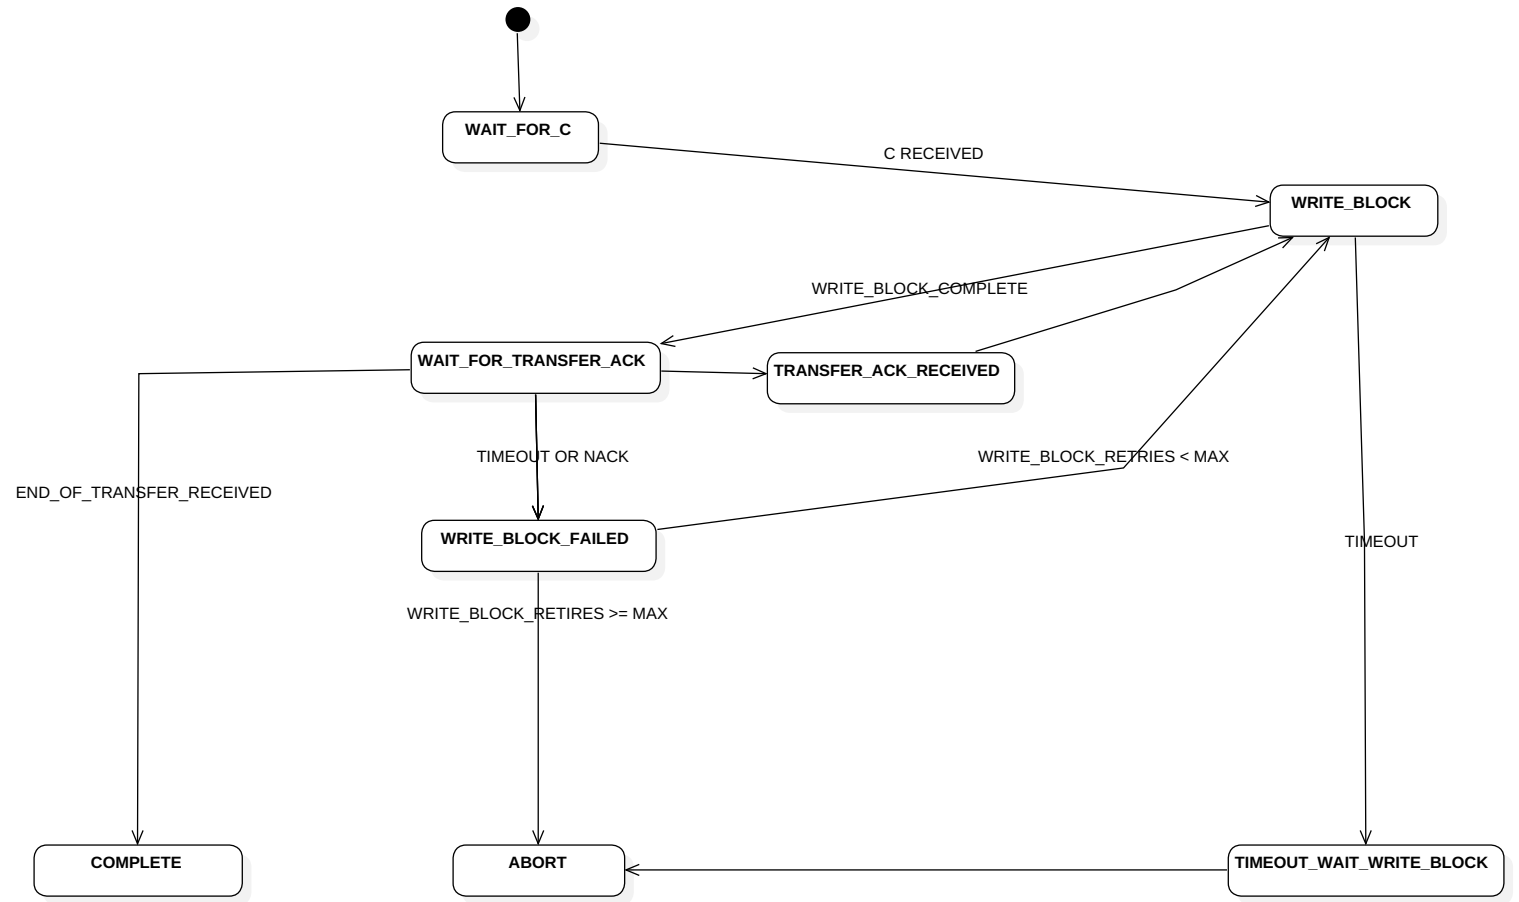 WAIT_FOR_C
C RECEIVED
WRITE_BLOCK
WRITE_BLOCK_COMPLETE
WAIT_FOR_TRANSFER_ACK
TRANSFER_ACK_RECEIVED
TIMEOUT OR NACK
WRITE_BLOCK_RETRIES < MAX
END_OF_TRANSFER_RECEIVED
WRITE_BLOCK_FAILED
TIMEOUT
WRITE_BLOCK_RETIRES >= MAX
COMPLETE
ABORT
TIMEOUT_WAIT_WRITE_BLOCK